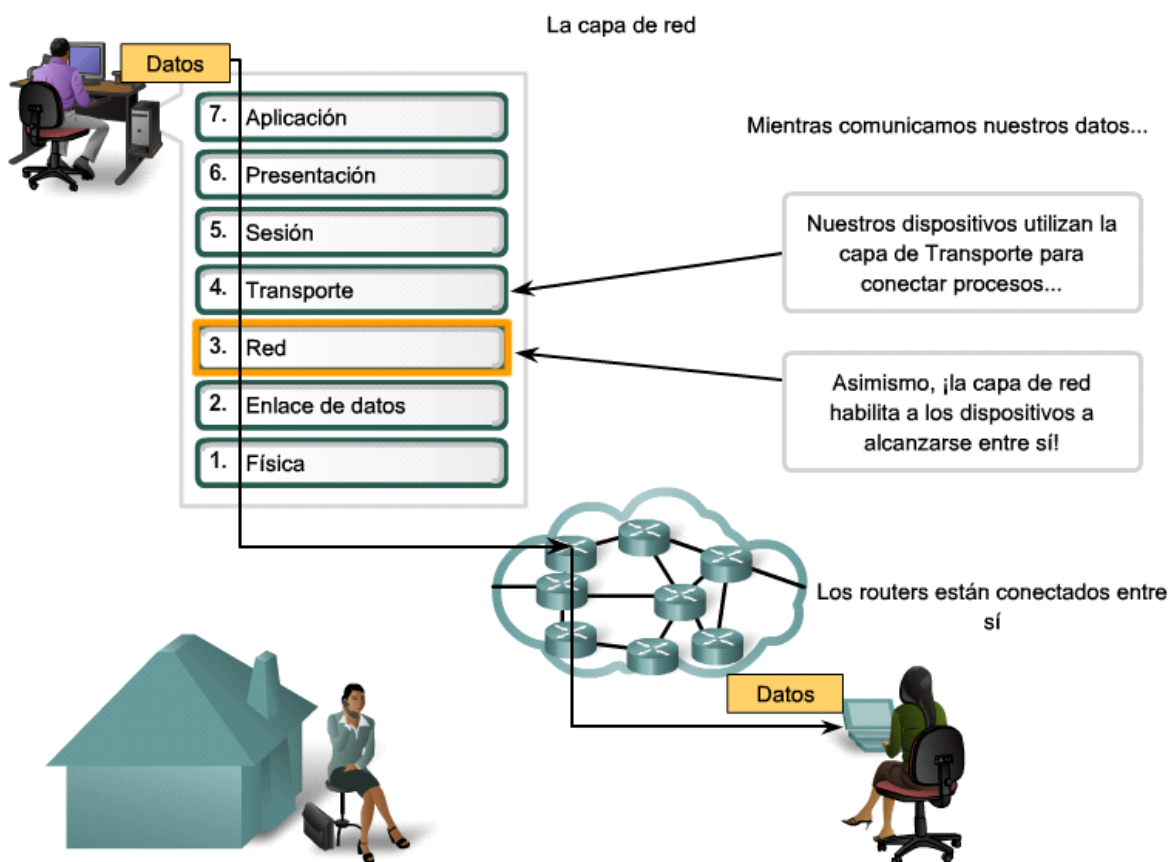 La capa de red
Datos
7. Aplicación
Mientras comunicamos nuestros datos...
6. Presentación
5. Sesión
Nuestros dispositivos utilizan la
capa de Transporte para
conectar procesos...
4. Transporte
3. Red
Asimismo, ¡la capa de red
habilita a los dispositivos a
alcanzarse entre sí!
2. Enlace de datos
1. Física
Los routers están conectados entre
sí
Datos